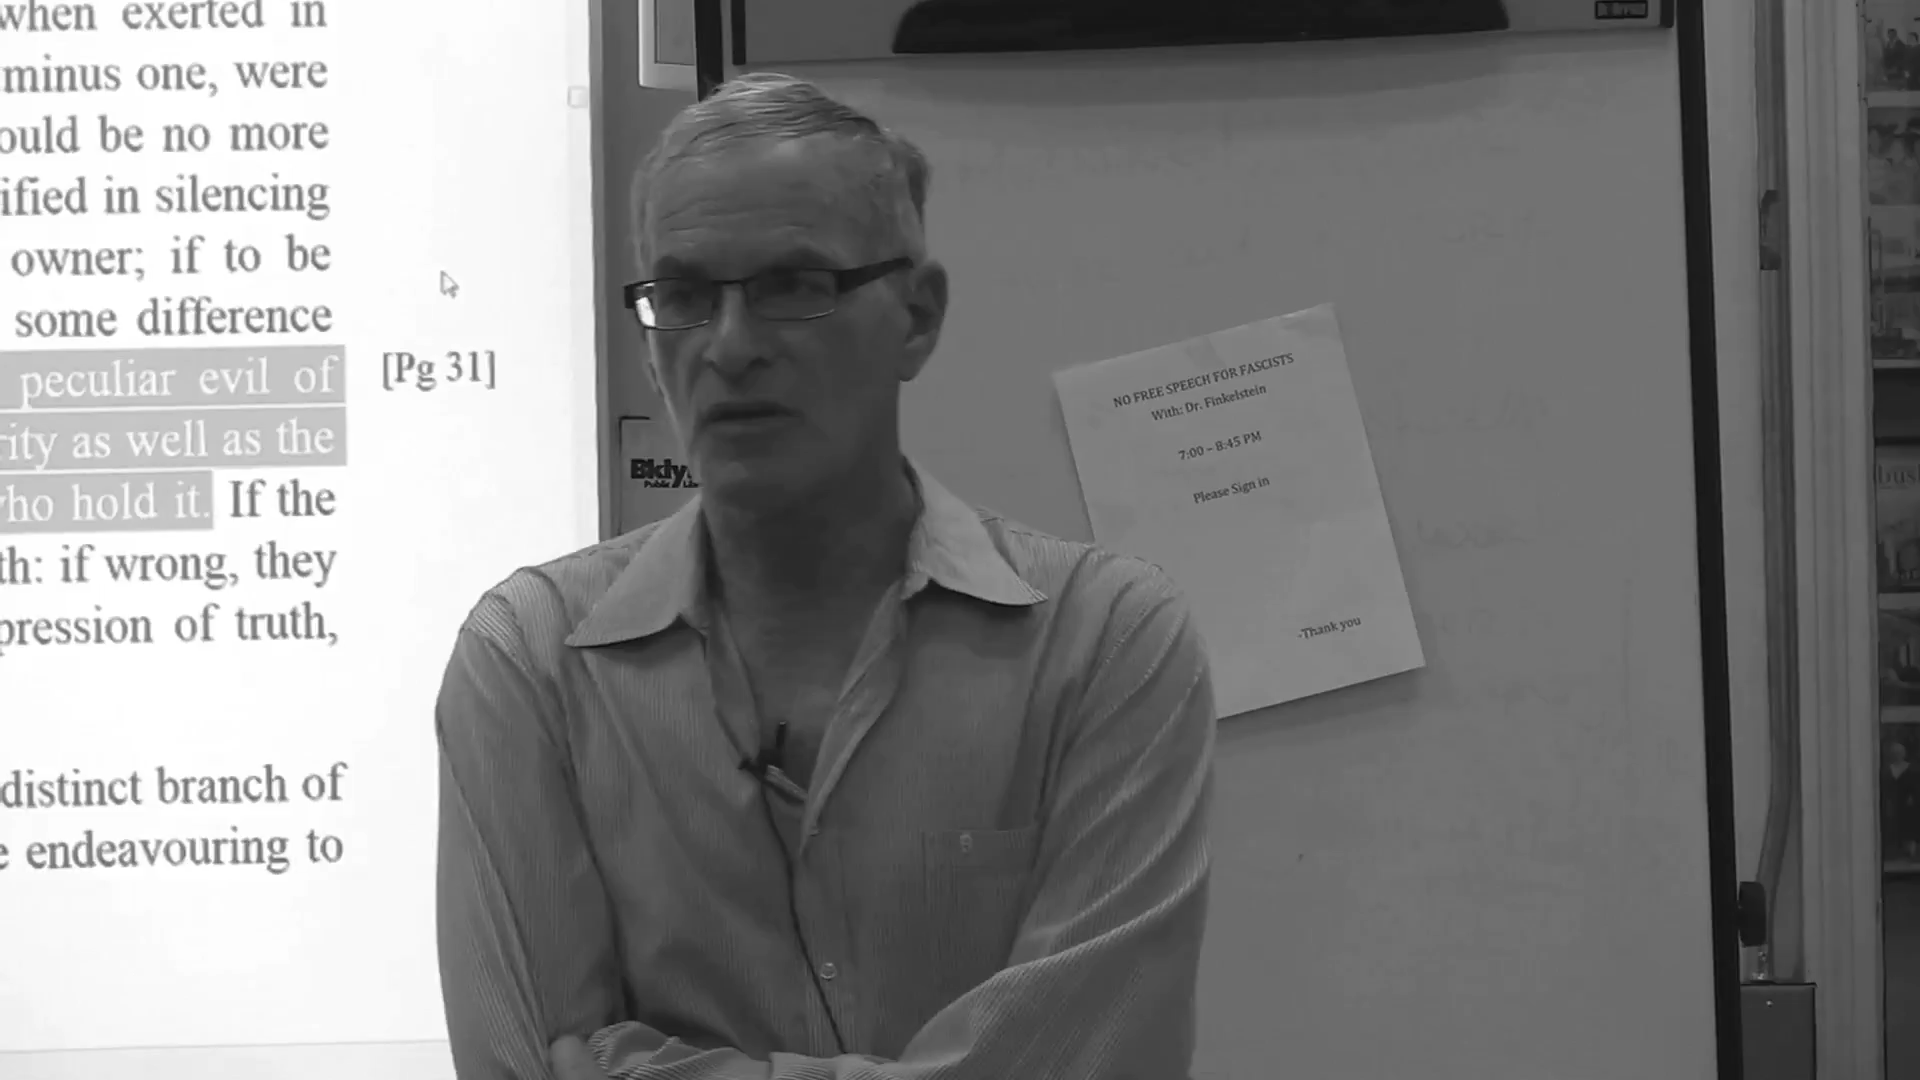 when exerted in
minus one, were
ould be no more
ified in silencing
owner; if to be
some difference
peculiar evil of
[Pg 31]
rity as well as the
who hold it. If the
th: if wrong, they
pression of truth,
distinct branch of
e endeavouring to
Bkly
Public
NO FREE SPEECH FOR FASCISTS
With: Dr. Finkelstein
7:00 – 8:45 PM
Please Sign in
-Thank you